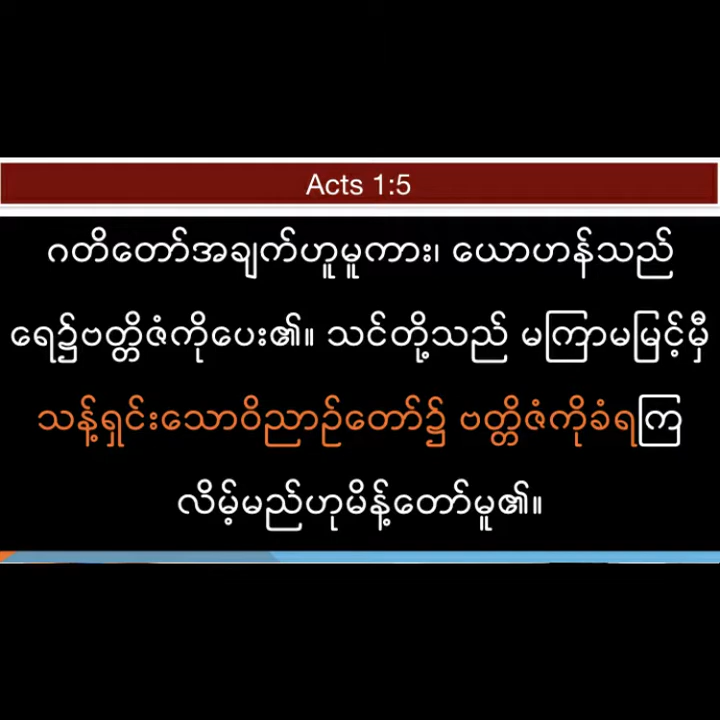 Acts 1:5
ဂတိတော်အချက်ဟူမူကား၊ ယောဟန်သည်
ရေ၌ဗတ္တိဇံကိုပေး၏။ သင်တို့သည် မကြာမမြင့်မှီ
သန့်ရှင်းသောဝိညာဉ်တော်၌ ဗတ္တိဇံကိုခံရကြ
လိမ့်မည်ဟုမိန့်တော်မူ၏။